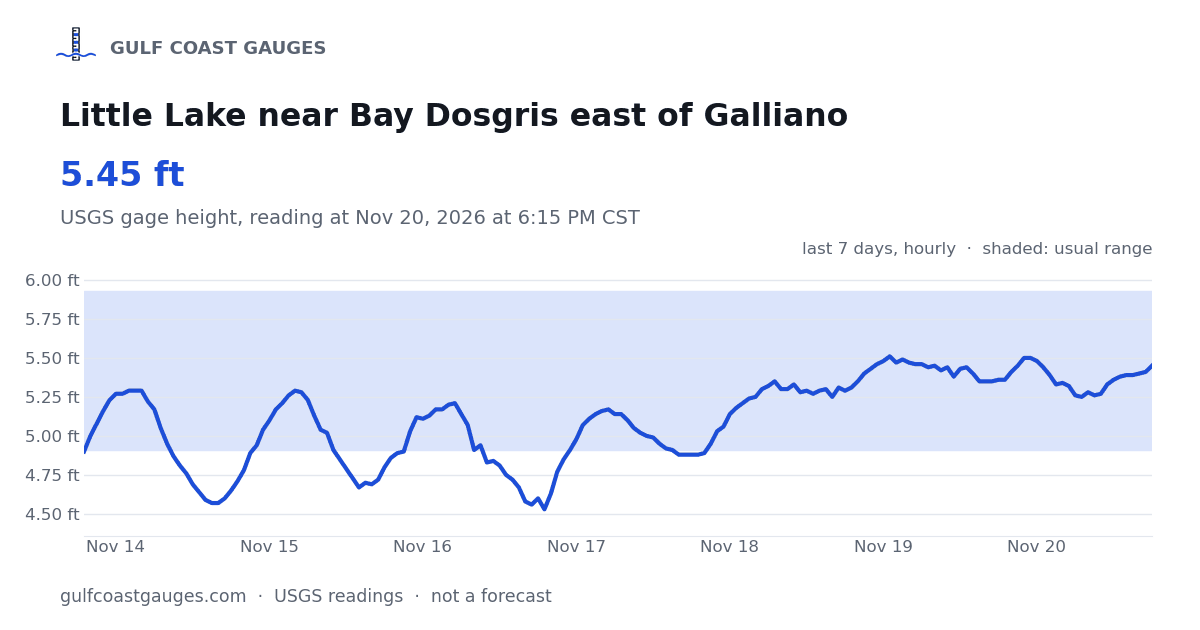 GULF COAST GAUGES
Little Lake near Bay Dosgris east of Galliano
5.45 ft
USGS gage height, reading at Nov 20, 2026 at 6:15 PM CST
last 7 days, hourly · shaded: usual range
6.00 ft
5.75 ft
5.50 ft
5.25 ft
5.00 ft
4.75 ft
4.50 ft
Nov 14 Nov 15 Nov 16 Nov 17 Nov 18 Nov 19 Nov 20
gulfcoastgauges.com · USGS readings · not a forecast